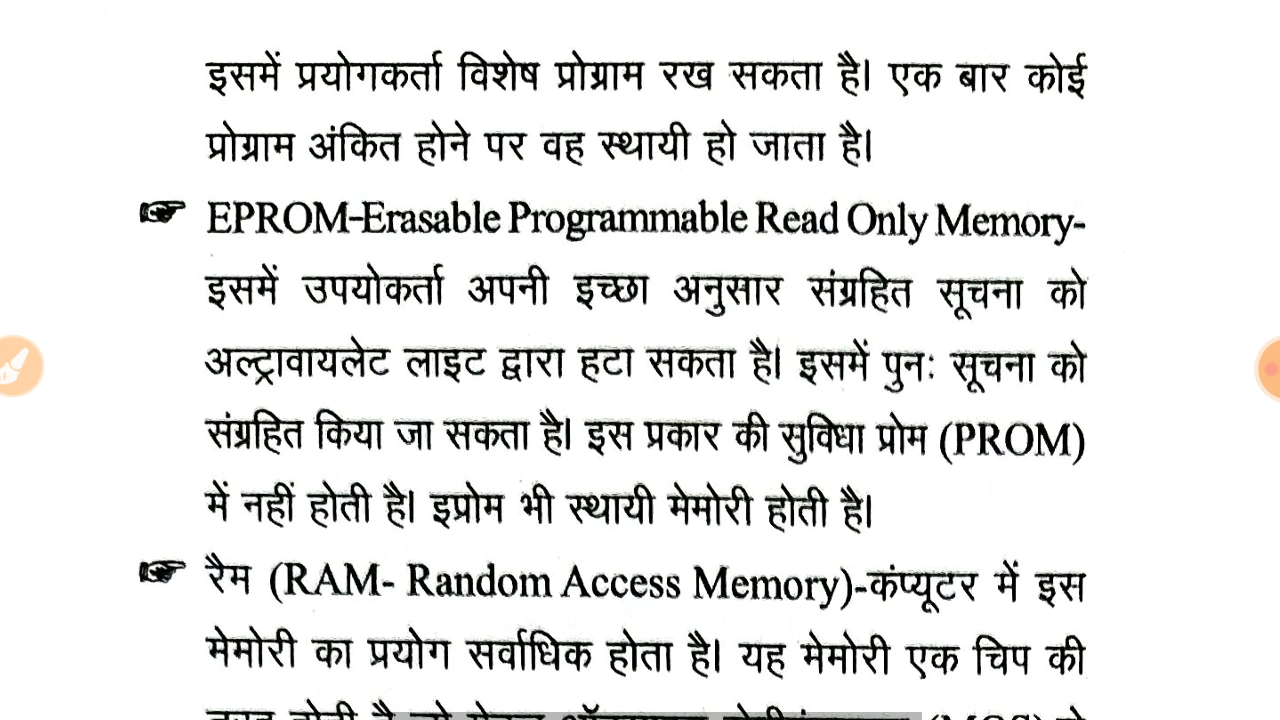 इसमें प्रयोगकर्ता विशेष प्रोग्राम रख सकता है। एक बार कोई
प्रोग्राम अंकित होने पर वह स्थायी हो जाता है।
☞ EPROM-Erasable Programmable Read Only Memory-
इसमें उपयोकर्ता अपनी इच्छा अनुसार संग्रहित सूचना को
अल्ट्रावायलेट लाइट द्वारा हटा सकता है। इसमें पुनः सूचना को
संग्रहित किया जा सकता है। इस प्रकार की सुविधा प्रोम (PROM)
में नहीं होती है। इप्रोम भी स्थायी मेमोरी होती है।
☞ रैम (RAM- Random Access Memory)-कंप्यूटर में इस
मेमोरी का प्रयोग सर्वाधिक होता है। यह मेमोरी एक चिप की